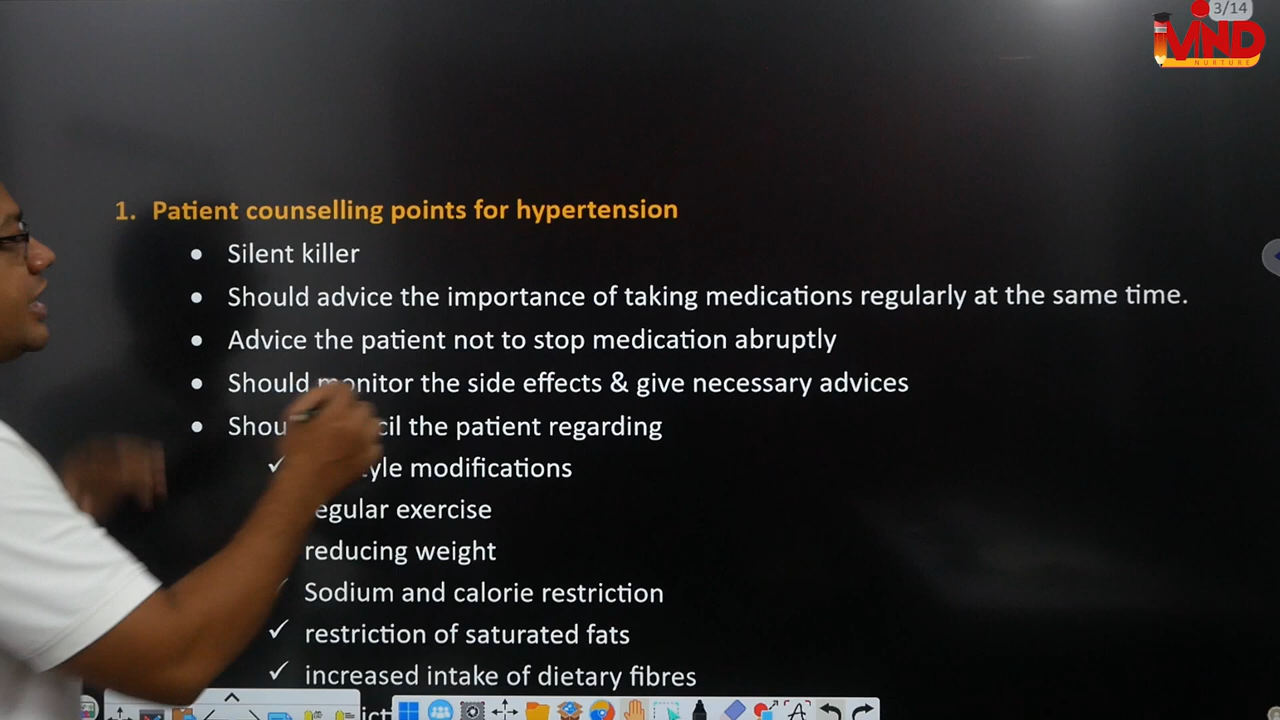 3/14
MIND
NURTURE
1. Patient counselling points for hypertension
• Silent killer
• Should advice the importance of taking medications regularly at the same time.
• Advice the patient not to stop medication abruptly
• Should monitor the side effects & give necessary advices
• the patient regarding
✓ modifications
exercise
reducing weight
Sodium and calorie restriction
✓ restriction of saturated fats
✓ increased intake of dietary fibres